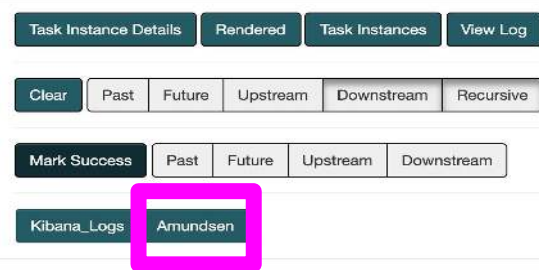 Task Instance Details Rendered Task Instances View Log
Clear Past Future Upstream Downstream Recursive
Mark Success Past Future Upstream Downstream
Kibana_Logs Amundsen